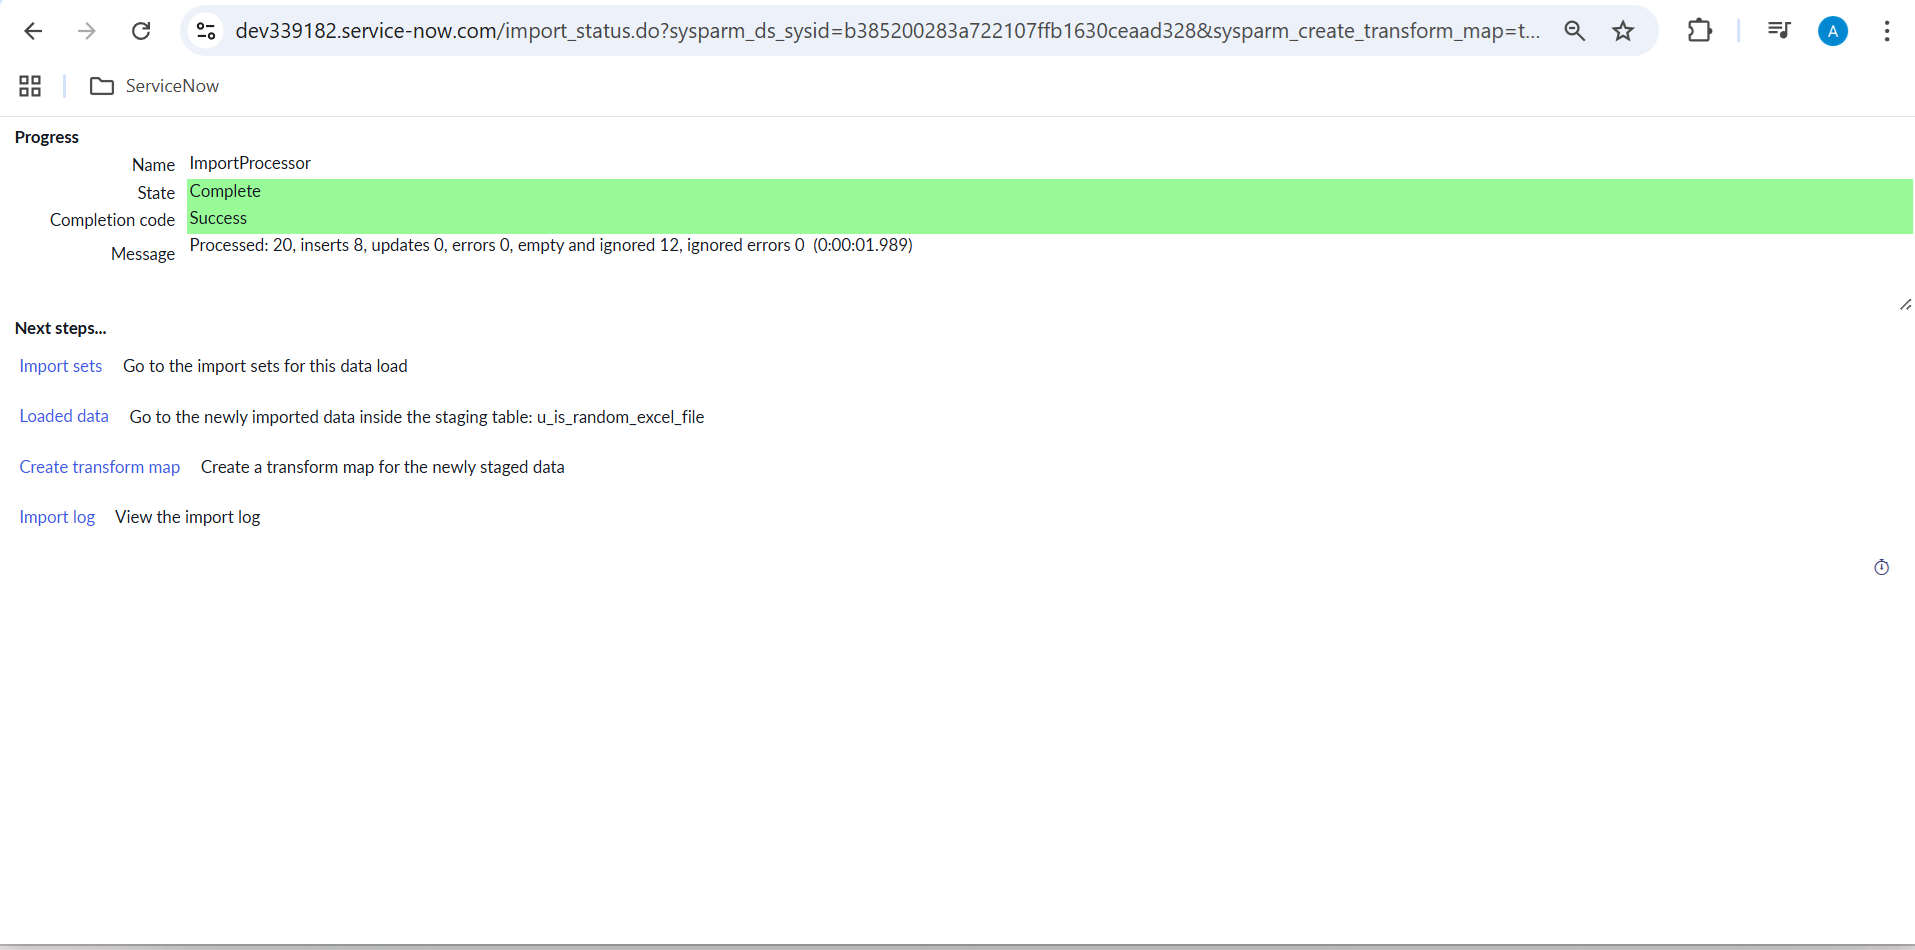 dev339182.service-now.com/import_status.do?sysparm_ds_sysid=b385200283a722107ffb1630ceaad328&sysparm_create_transform_map=t...
A
ServiceNow
Progress
Name ImportProcessor
State Complete
Completion code Success
Message Processed: 20, inserts 8, updates 0, errors 0, empty and ignored 12, ignored errors 0 (0:00:01.989)
Next steps...
Import sets Go to the import sets for this data load
Loaded data Go to the newly imported data inside the staging table: u_is_random_excel_file
Create transform map Create a transform map for the newly staged data
Import log View the import log